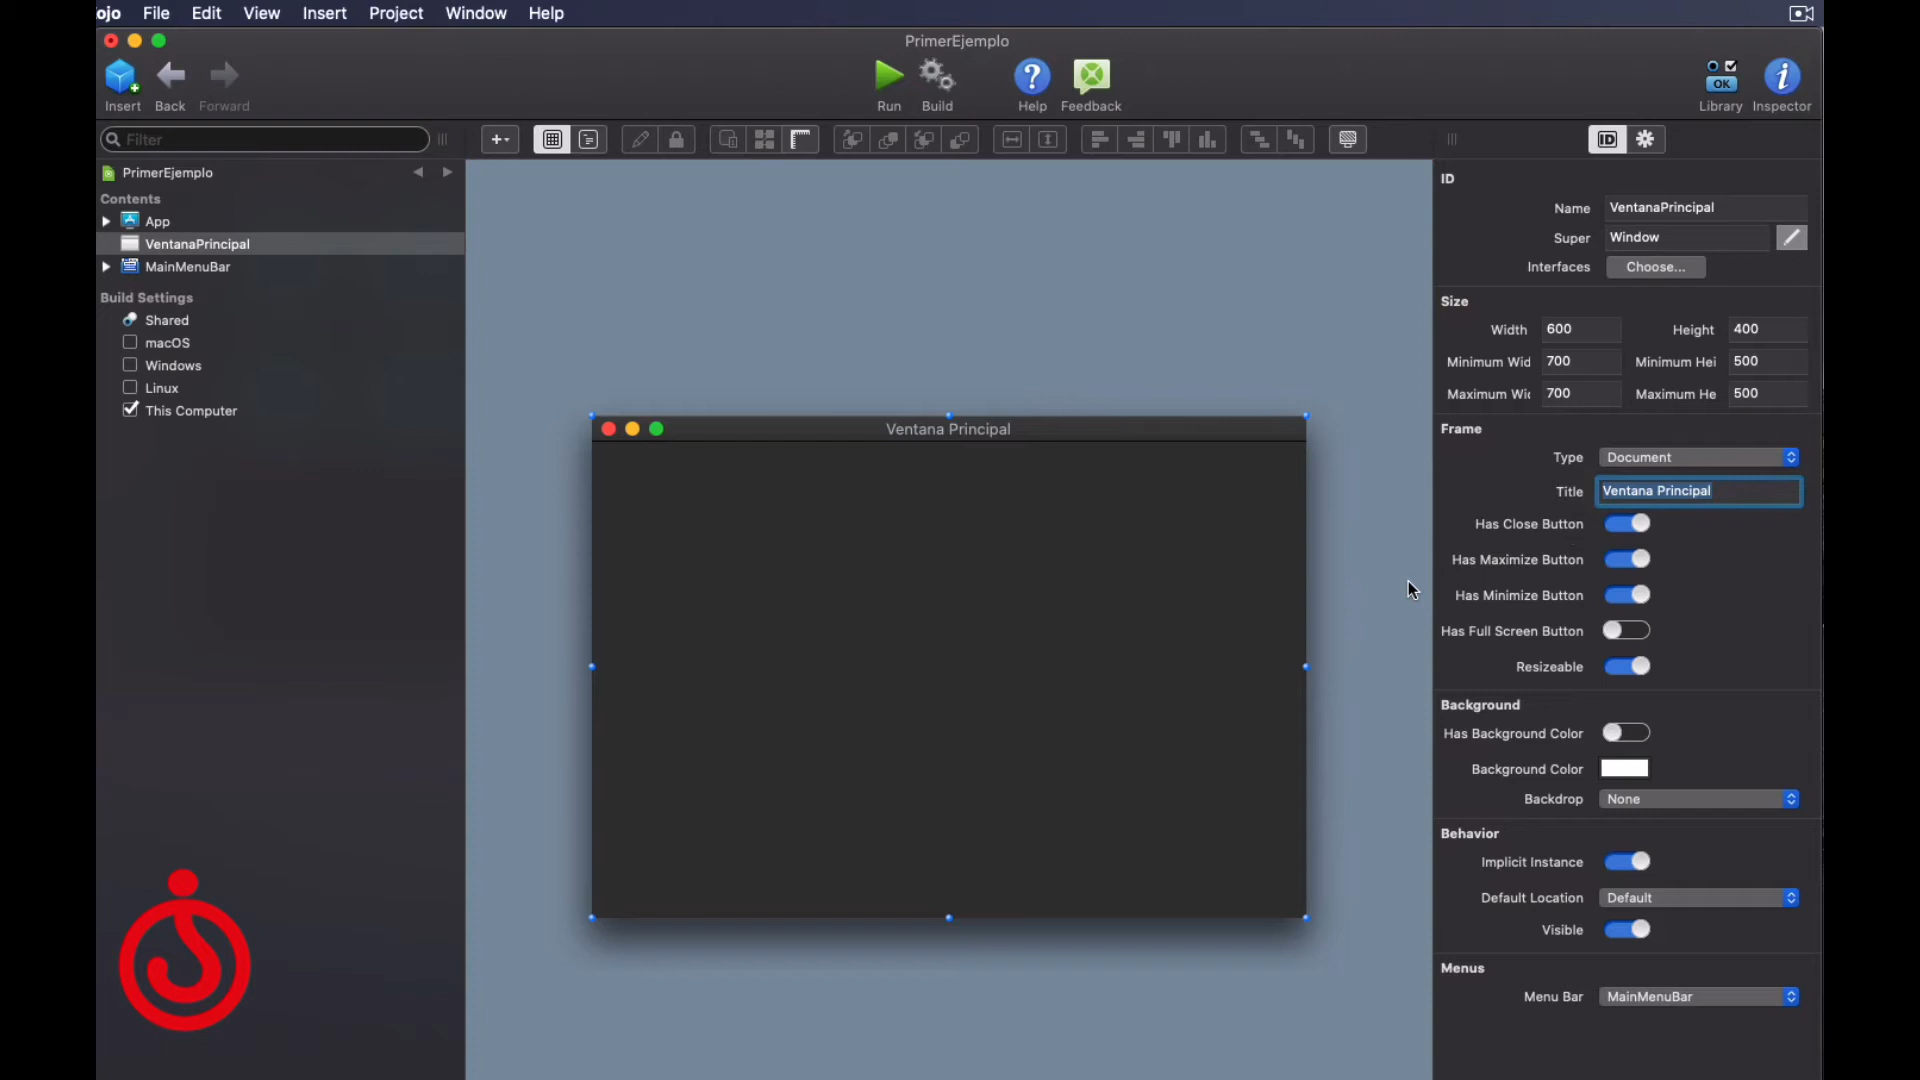 ojo File Edit View Insert Project Window Help
PrimerEjemplo
Insert Back Forward Run Build Help Feedback OK Library Inspector
Filter
ID
PrimerEjemplo
Contents
App
VentanaPrincipal
MainMenuBar
Build Settings
Shared
macOS
Windows
Linux
This Computer
Ventana Principal
ID
Name VentanaPrincipal
Super Window
Interfaces Choose...
Size
Width 600 Height 400
Minimum Wid 700 Minimum Hei 500
Maximum Wi 700 Maximum He 500
Frame
Type Document
Title Ventana Principal
Has Close Button
Has Maximize Button
Has Minimize Button
Has Full Screen Button
Resizeable
Background
Has Background Color
Background Color
Backdrop None
Behavior
Implicit Instance
Default Location Default
Visible
Menus
Menu Bar MainMenuBar